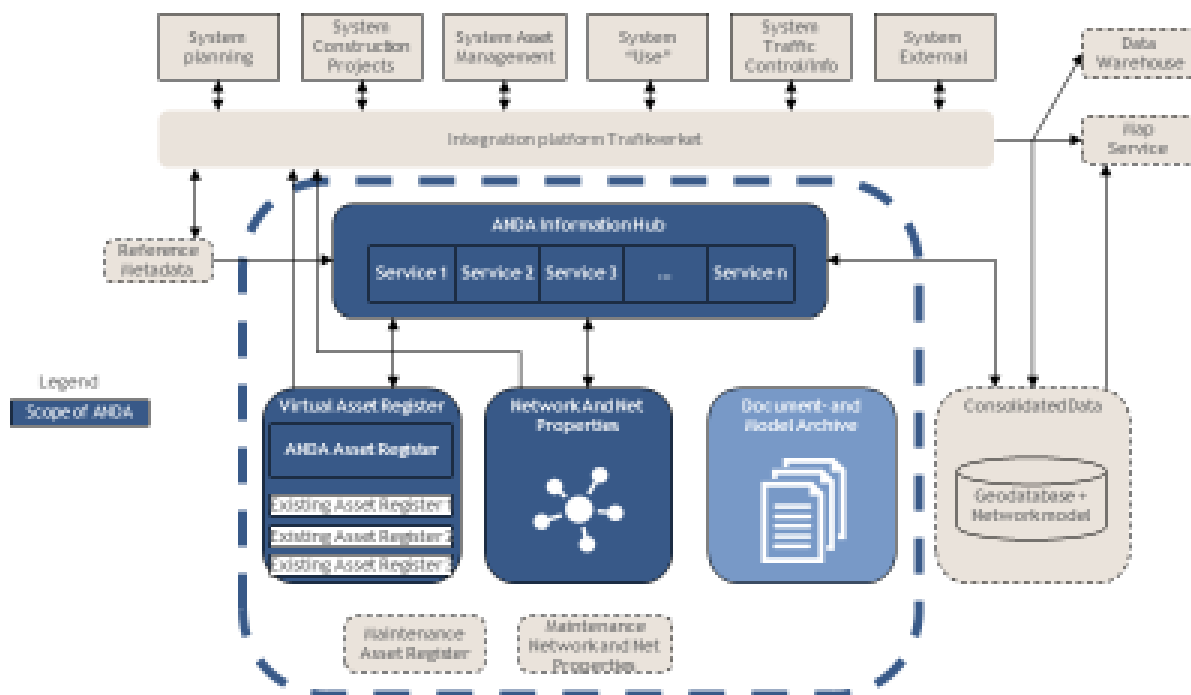 System
planning
System
Construction
Projects
System Asset
Management
System
"Use"
System
Traffic
Control/Info
System
External
Data
Warehouse
Integration platform Trafikverket
Map
Service
ANDA Information Hub
Reference
Metadata
Service 1
Service 2
Service 3
...
Service n
Legend
Scope of ANDA
Virtual Asset Register
ANDA Asset Register
Existing Asset Register 1
Existing Asset Register 2
Existing Asset Register 3
Network And Net
Properties
Document- and
Model Archive
Consolidated Data
Geodatabase +
Network model
Maintenance
Asset Register
Maintenance
Network and Net
Properties